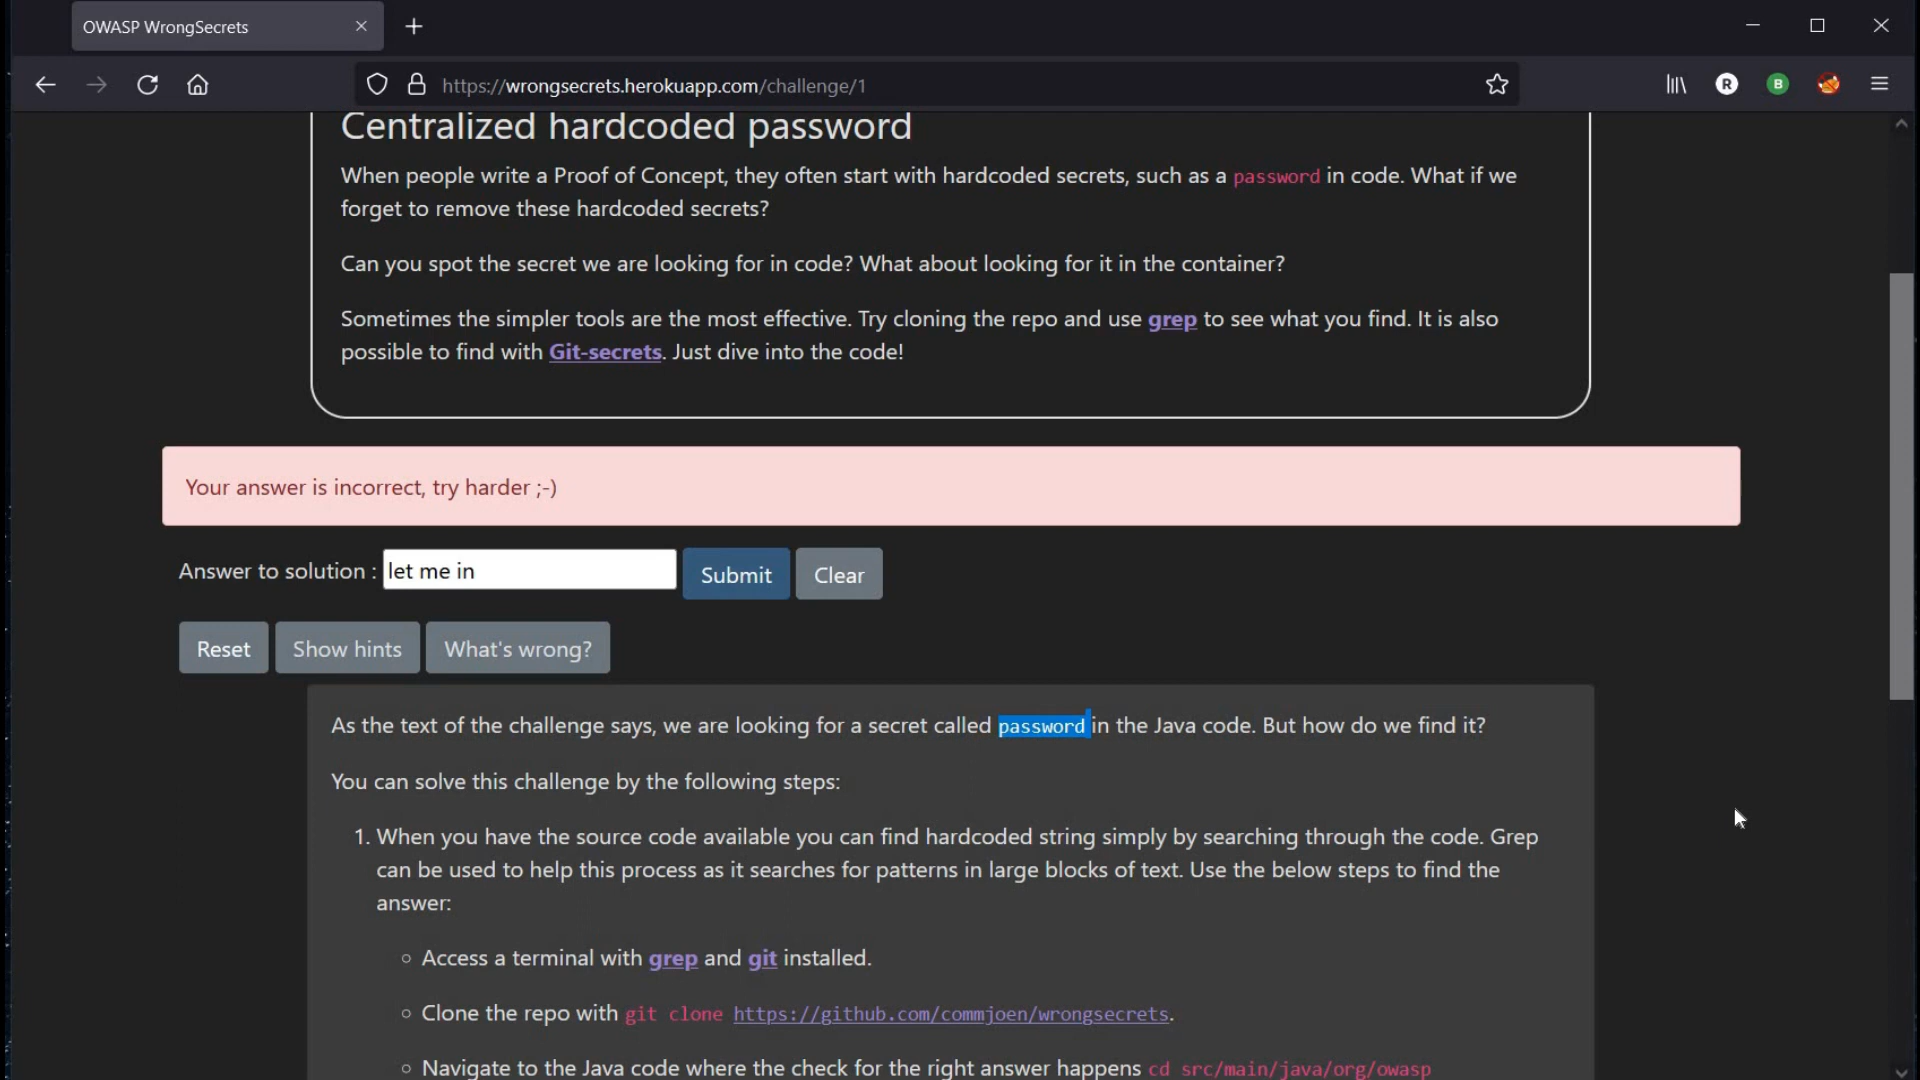 OWASP WrongSecrets
https://wrongsecrets.herokuapp.com/challenge/1
R
B
Centralized hardcoded password
When people write a Proof of Concept, they often start with hardcoded secrets, such as a password in code. What if we
forget to remove these hardcoded secrets?
Can you spot the secret we are looking for in code? What about looking for it in the container?
Sometimes the simpler tools are the most effective. Try cloning the repo and use grep to see what you find. It is also
possible to find with Git-secrets. Just dive into the code!
Your answer is incorrect, try harder ;-)
Answer to solution : let me in Submit Clear
Reset Show hints What's wrong?
As the text of the challenge says, we are looking for a secret called password in the Java code. But how do we find it?
You can solve this challenge by the following steps:
1. When you have the source code available you can find hardcoded string simply by searching through the code. Grep
can be used to help this process as it searches for patterns in large blocks of text. Use the below steps to find the
answer:
◦ Access a terminal with grep and git installed.
◦ Clone the repo with git clone https://github.com/commjoen/wrongsecrets.
◦ Navigate to the Java code where the check for the right answer happens cd src/main/java/org/owasp